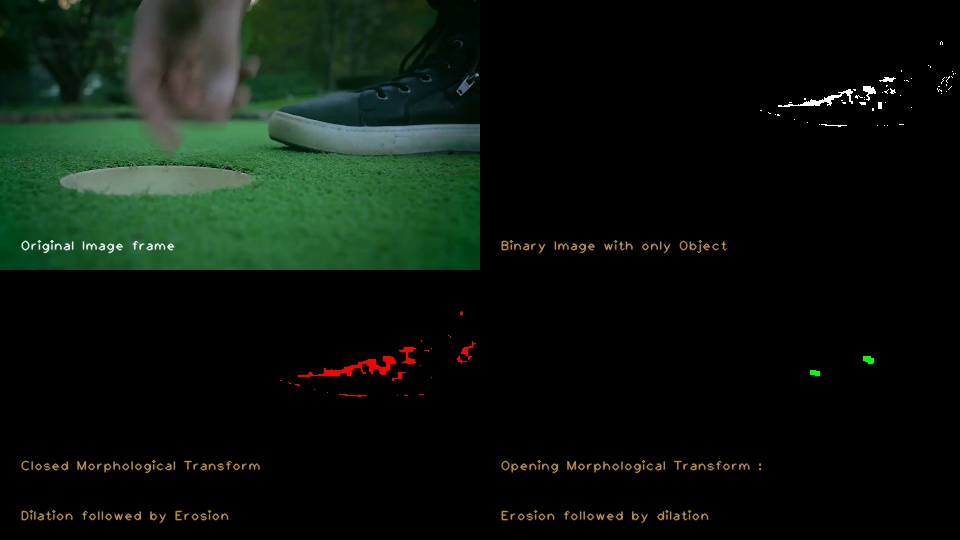 Original Image frame
Binary Image with only Object
Closed Morphological Transform
Dilation followed by Erosion
Opening Morphological Transform :
Erosion followed by dilation